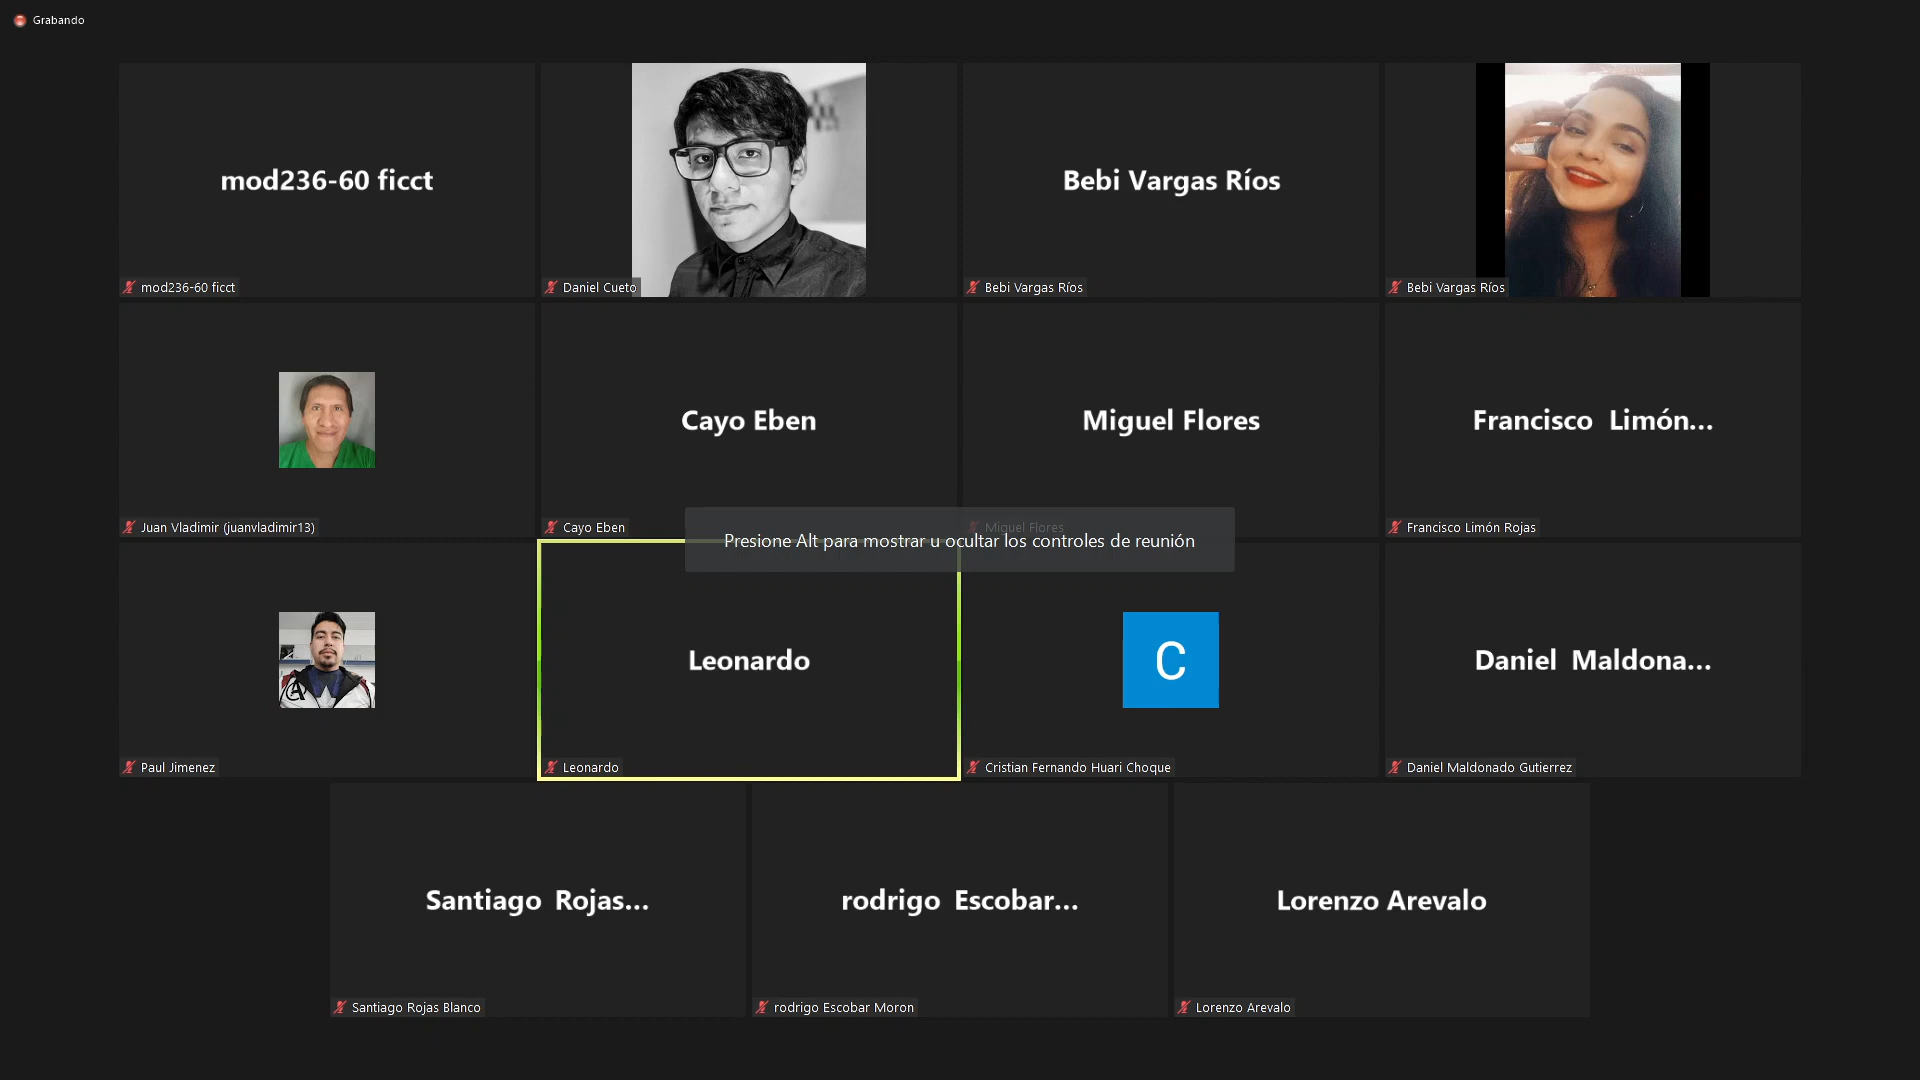 Grabando
mod236-60 ficct
Bebi Vargas Ríos
mod236-60 ficct
Daniel Cueto
Bebi Vargas Ríos
Bebi Vargas Ríos
Cayo Eben
Miguel Flores
Francisco Limón...
Juan Vladimir (juanvladimir13)
Cayo Eben
Miguel Flores
Francisco Limón Rojas
Presione Alt para mostrar u ocultar los controles de reunión
Leonardo
C
Daniel Maldona...
Paul Jimenez
Leonardo
Cristian Fernando Huari Choque
Daniel Maldonado Gutierrez
Santiago Rojas...
rodrigo Escobar...
Lorenzo Arevalo
Santiago Rojas Blanco
rodrigo Escobar Moron
Lorenzo Arevalo